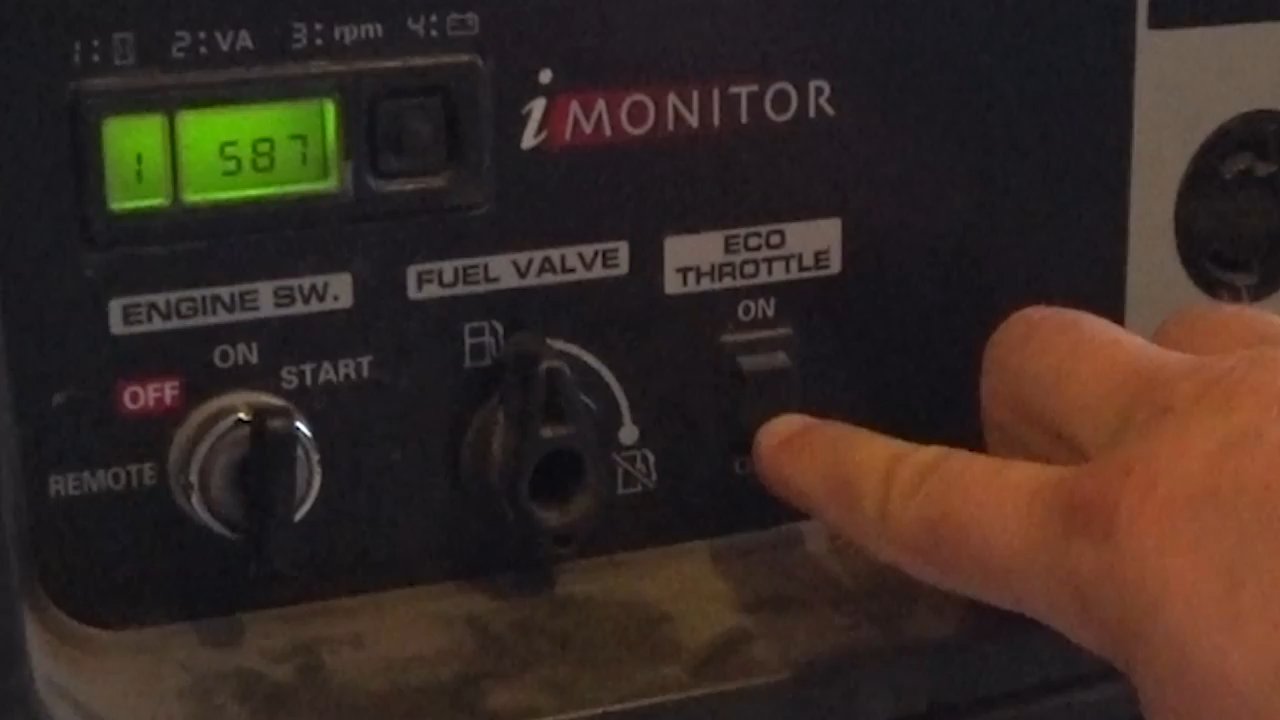 1: 2:VA 3:rpm 4:
1 587
i MONITOR
ECO
THROTTLE
FUEL VALVE
ENGINE SW.
ON
ON
START
OFF
REMOTE